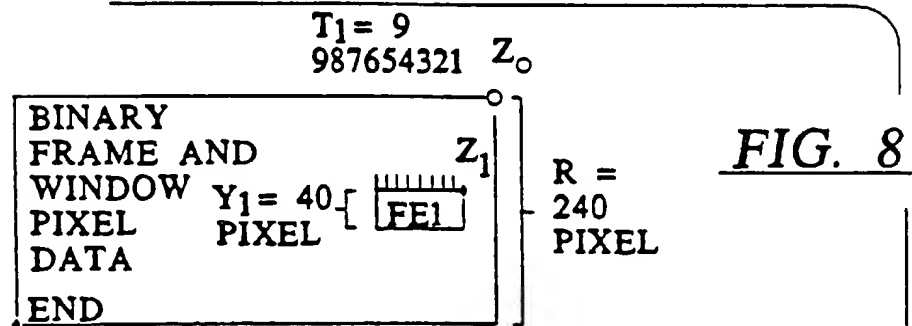 T1= 9
987654321 Zo
BINARY
FRAME AND
WINDOW
PIXEL
DATA
END
Y1= 40
PIXEL
Z1
FE1
R =
240
PIXEL
FIG. 8